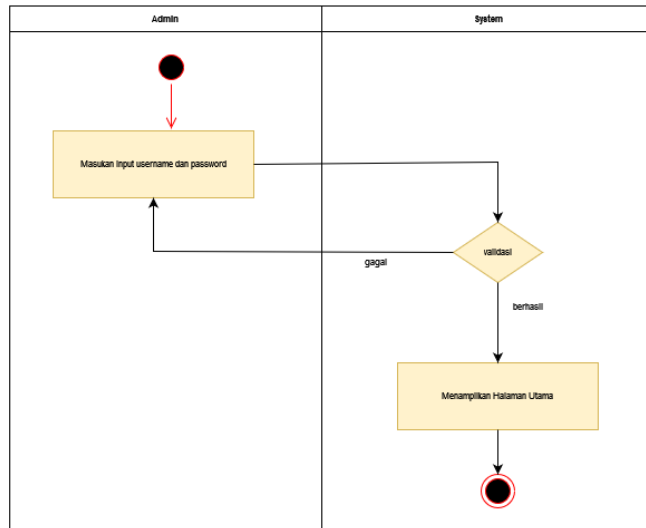 Admin
System
Masukan input username dan password
validasi
gagal
berhasil
Menampilkan Halaman Utama